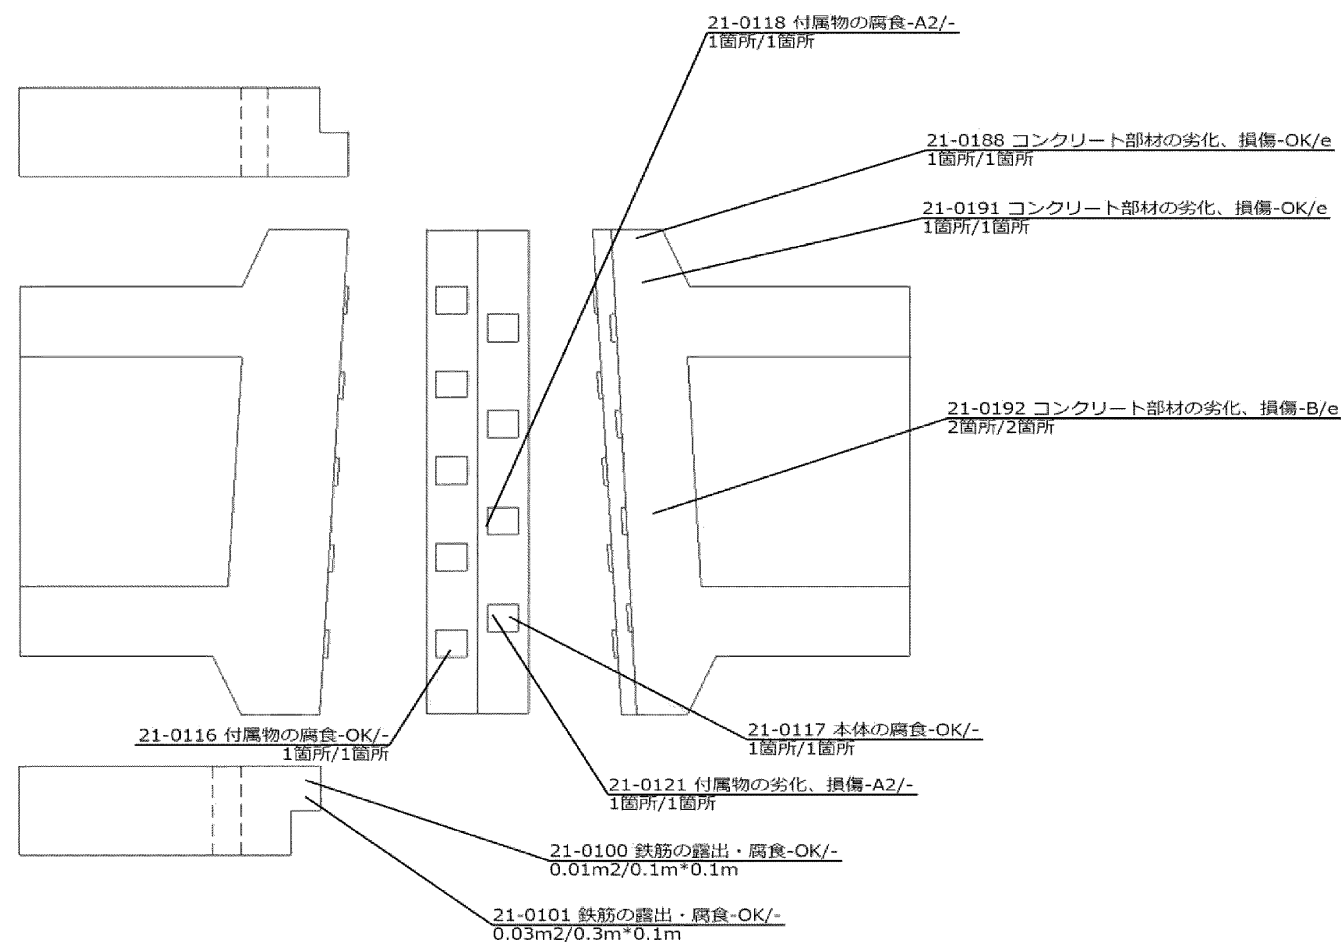 21-0118 付属物の腐食-A2/-
1箇所/1箇所
21-0188 コンクリート部材の劣化、損傷-OK/e
1箇所/1箇所
21-0191 コンクリート部材の劣化、損傷-OK/e
1箇所/1箇所
21-0192 コンクリート部材の劣化、損傷-B/e
2箇所/2箇所
21-0116 付属物の腐食-OK/-
1箇所/1箇所
21-0117 本体の腐食-OK/-
1箇所/1箇所
21-0121 付属物の劣化、損傷-A2/-
1箇所/1箇所
21-0100 鉄筋の露出・腐食-OK/-
0.01m2/0.1m*0.1m
21-0101 鉄筋の露出・腐食-OK/-
0.03m2/0.3m*0.1m